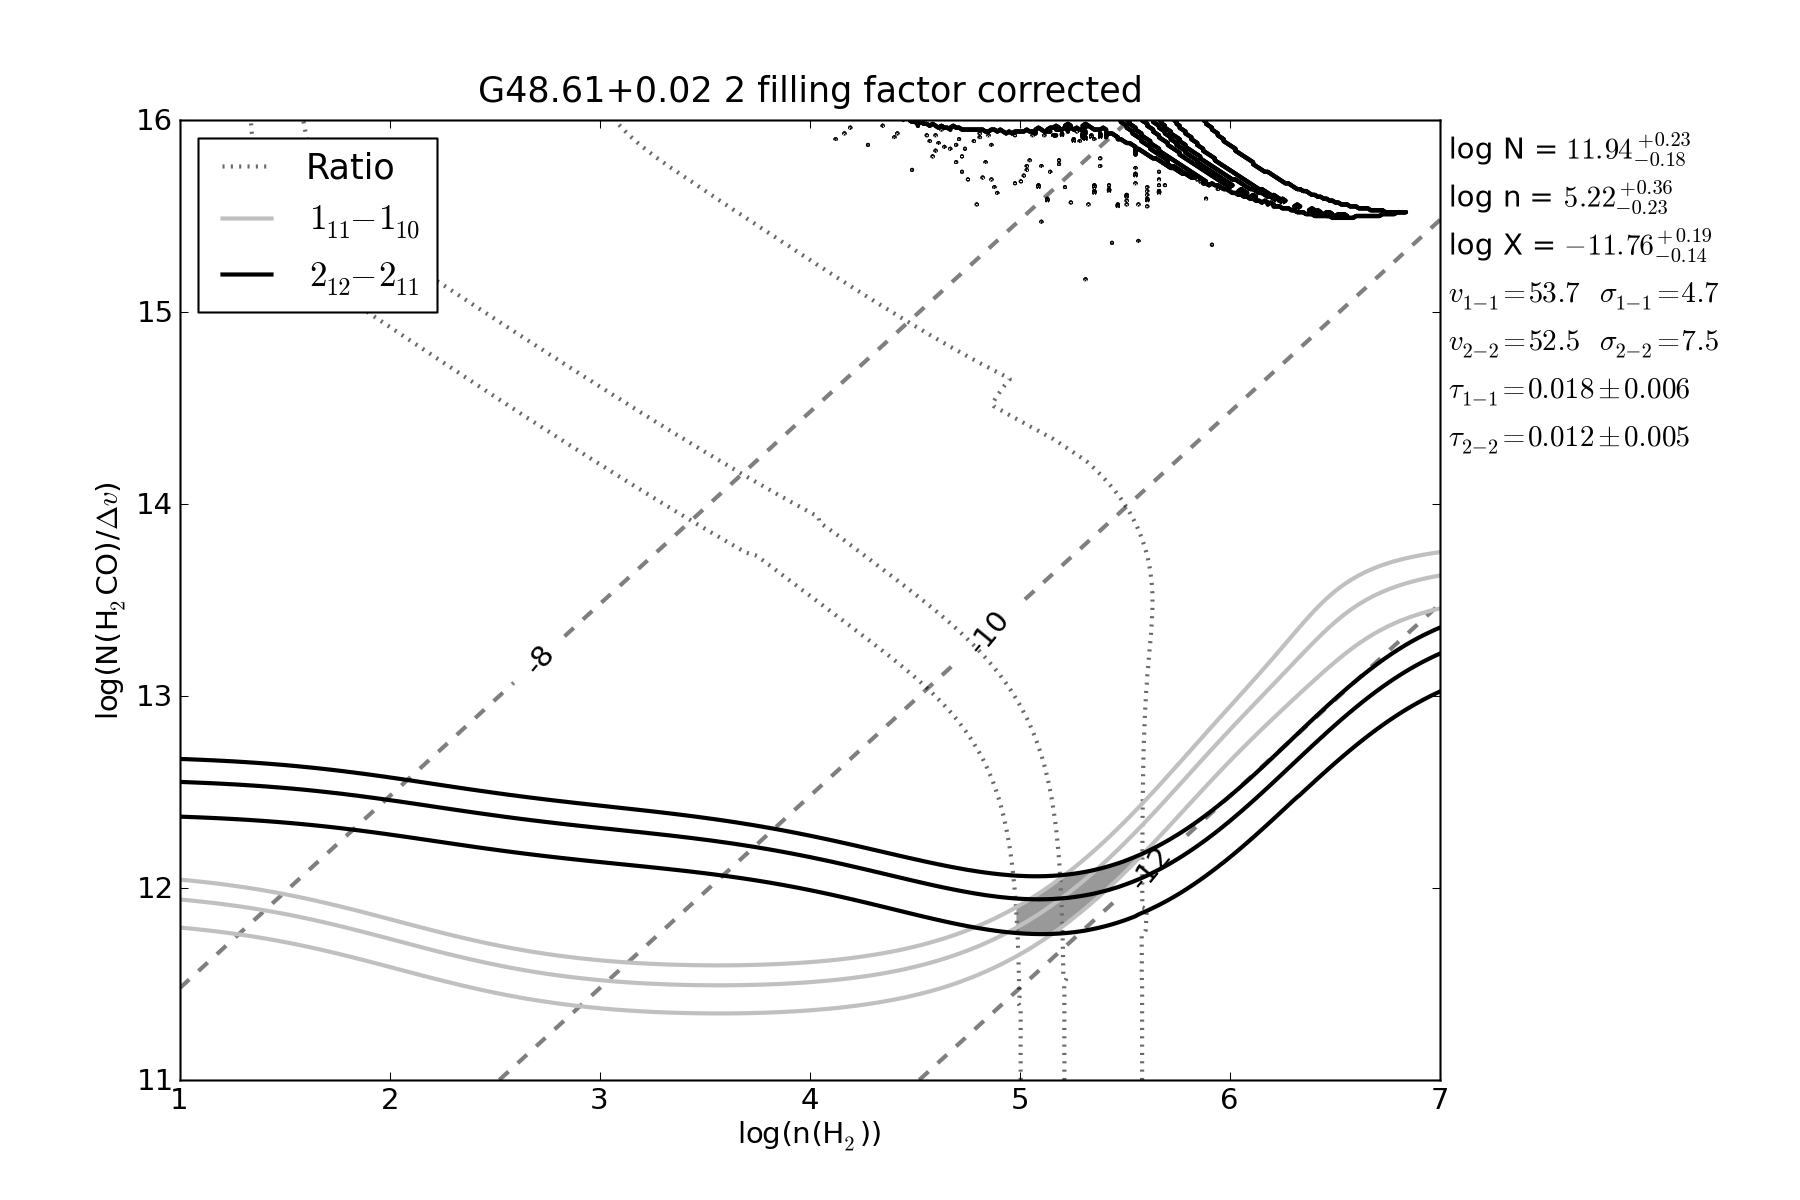 G48.61+0.02 2 filling factor corrected
16
15
14
13
12
11
log(N(H₂CO)/Δv)
Ratio
1₁₁−1₁₀
2₁₂−2₁₁
-8
-10
-12
1 2 3 4 5 6 7
log(n(H₂))
log N = 11.94 +0.23 −0.18
log n = 5.22 +0.36 −0.23
log X = −11.76 +0.19 −0.14
v₁₋₁=53.7 σ₁₋₁=4.7
v₂₋₂=52.5 σ₂₋₂=7.5
τ₁₋₁=0.018±0.006
τ₂₋₂=0.012±0.005